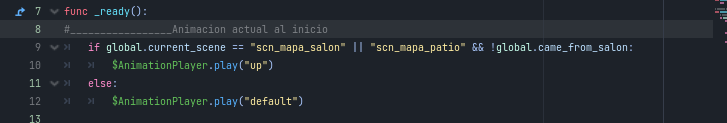 7 func _ready():
8 #_________________Animacion actual al inicio
9 if global.current_scene == "scn_mapa_salon" || "scn_mapa_patio" && !global.came_from_salon:
10 $AnimationPlayer.play("up")
11 else:
12 $AnimationPlayer.play("default")
13